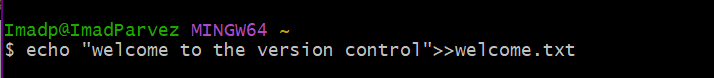 Imadp@ImadParvez MINGW64 ~
$ echo "welcome to the version control">>welcome.txt